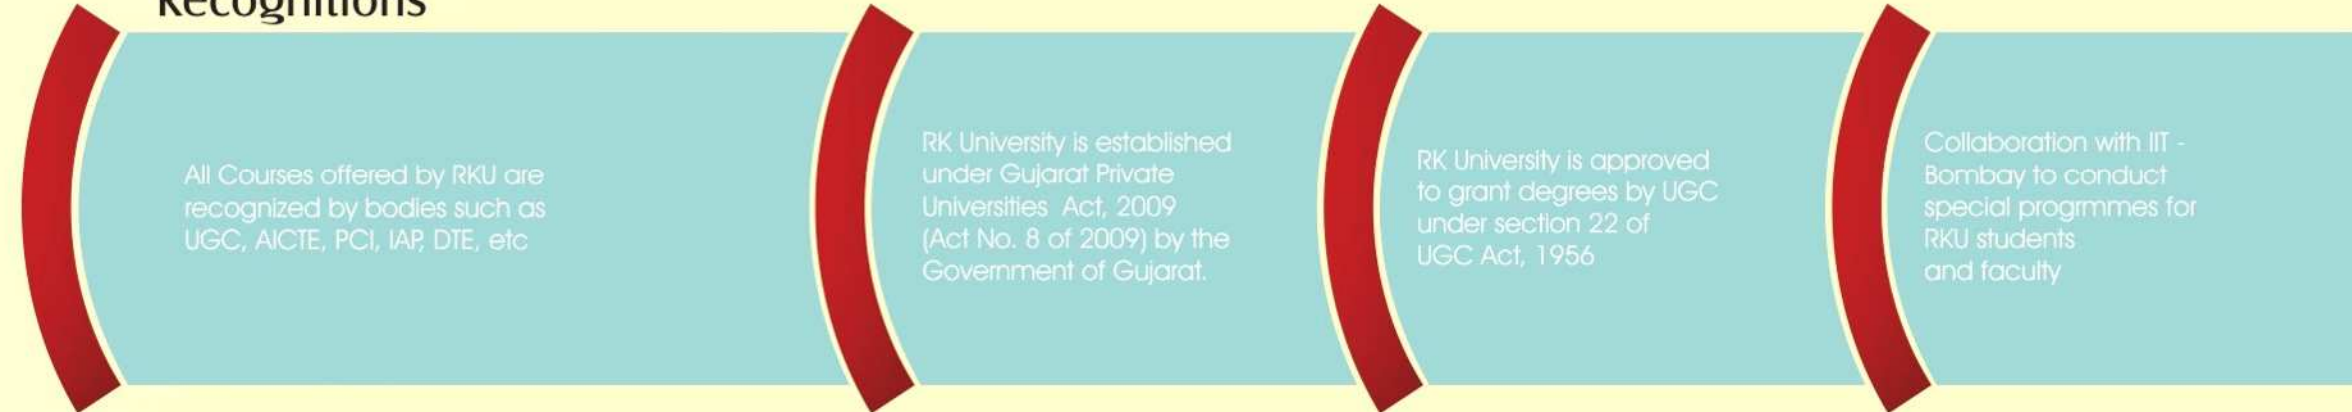 Recognitions
All Courses offered by RKU are
recognized by bodies such as
UGC, AICTE, PCI, IAP, DTE, etc
RK University is established
under Gujarat Private
Universities Act, 2009
(Act No. 8 of 2009) by the
Government of Gujarat.
RK University is approved
to grant degrees by UGC
under section 22 of
UGC Act, 1956
Collaboration with IIT -
Bombay to conduct
special progrmmes for
RKU students
and faculty